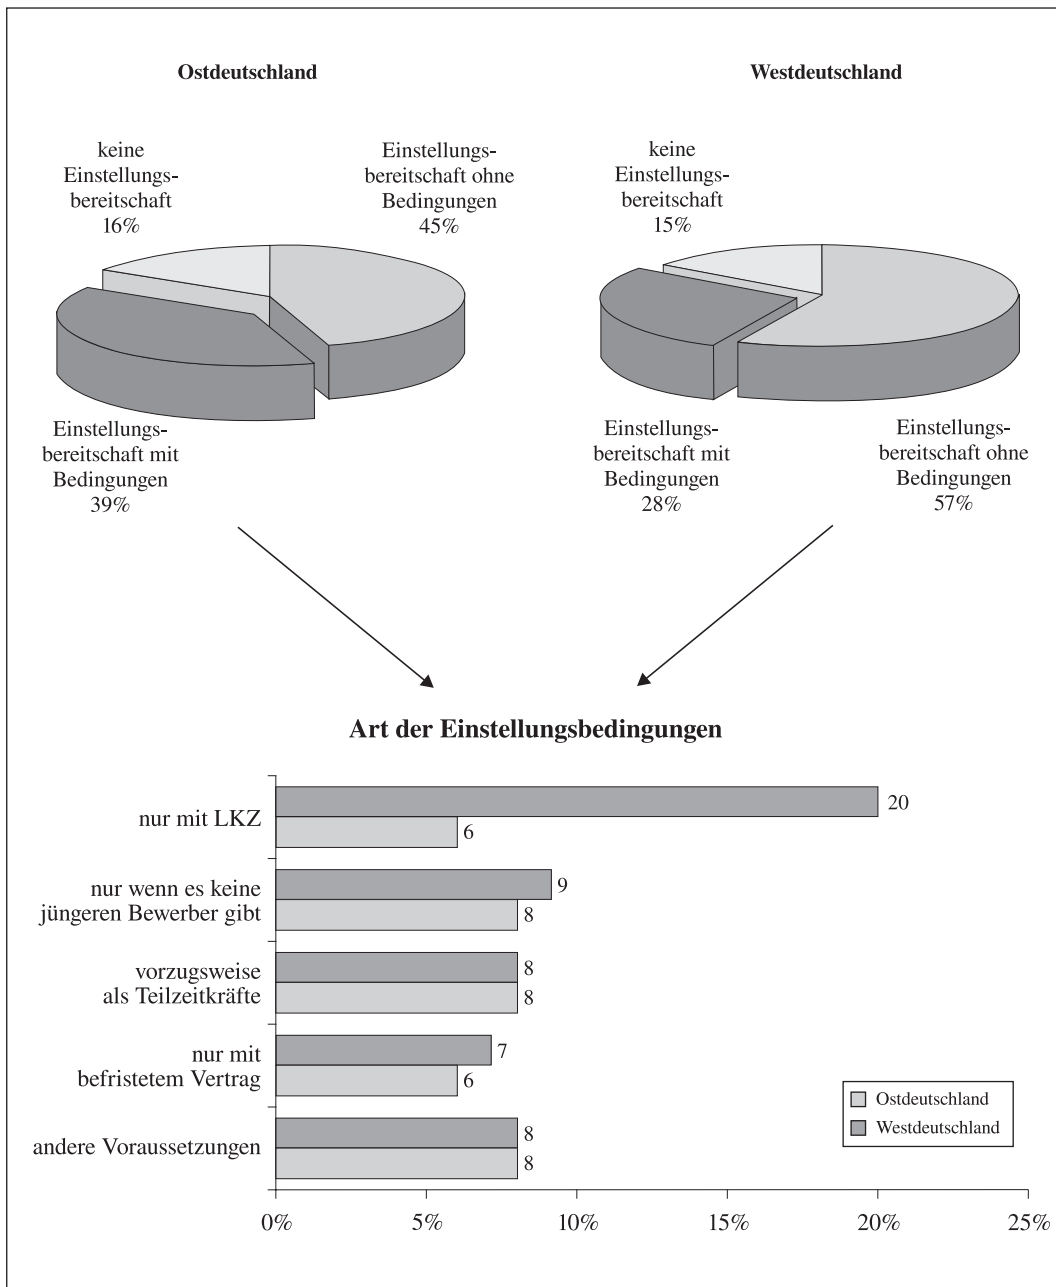 Ostdeutschland
Westdeutschland
keine
Einstellungs-
bereitschaft
16%
Einstellungs-
bereitschaft ohne
Bedingungen
45%
keine
Einstellungs-
bereitschaft
15%
Einstellungs-
bereitschaft mit
Bedingungen
39%
Einstellungs-
bereitschaft mit
Bedingungen
28%
Einstellungs-
bereitschaft ohne
Bedingungen
57%
Art der Einstellungsbedingungen
nur mit LKZ
20
6
nur wenn es keine
jüngeren Bewerber gibt
9
8
vorzugsweise
als Teilzeitkräfte
8
8
nur mit
befristetem Vertrag
7
6
andere Voraussetzungen
8
8
Ostdeutschland
Westdeutschland
0% 5% 10% 15% 20% 25%